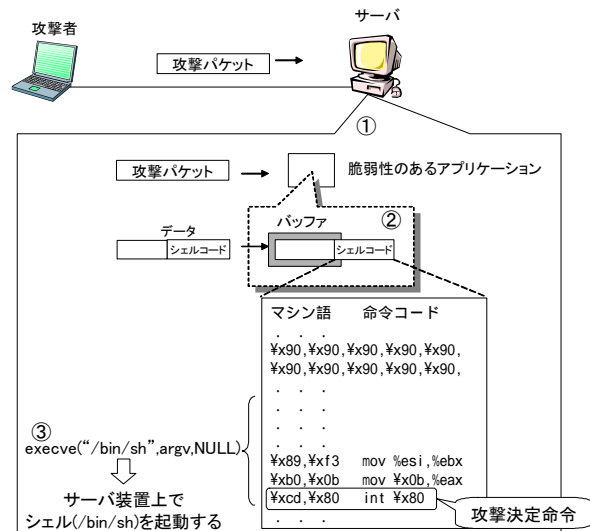 攻撃者
サーバ
攻撃パケット
①
攻撃パケット
脆弱性のあるアプリケーション
バッファ
②
データ
シェルコード
シェルコード
マシン語 命令コード
. . .
¥x90,¥x90,¥x90,¥x90,¥x90,
¥x90,¥x90,¥x90,¥x90,¥x90,
. . .
. . .
. . .
. . .
③
execve(“/bin/sh”,argv,NULL)
¥x89,¥xf3 mov %esi,%ebx
¥xb0,¥x0b mov ¥x0b,%eax
¥xcd,¥x80 int ¥x80
. . .
サーバ装置上で
シェル(/bin/sh)を起動する
攻撃決定命令